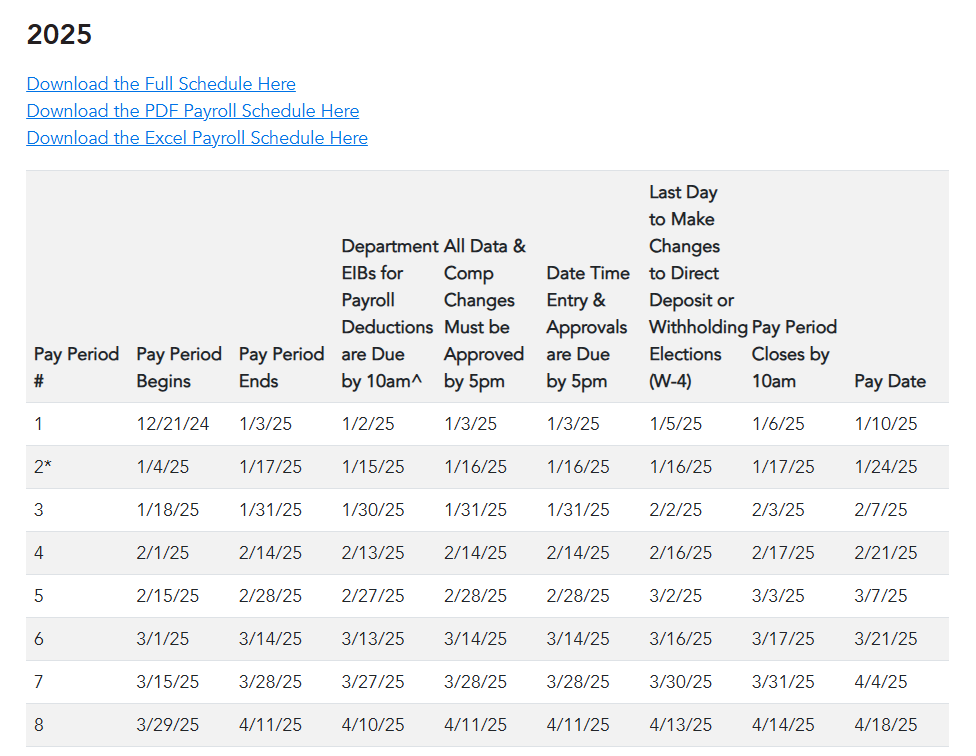 2025
Download the Full Schedule Here
Download the PDF Payroll Schedule Here
Download the Excel Payroll Schedule Here
Pay Period # | Pay Period Begins | Pay Period Ends | Department EIBs for Payroll Deductions are Due by 10am^ | All Data & Comp Changes Must be Approved by 5pm | Date Time Entry & Approvals are Due by 5pm | Last Day to Make Changes to Direct Deposit or Withholding Elections (W-4) | Pay Period Closes by 10am | Pay Date
1 12/21/24 1/3/25 1/2/25 1/3/25 1/3/25 1/5/25 1/6/25 1/10/25
2* 1/4/25 1/17/25 1/15/25 1/16/25 1/16/25 1/16/25 1/17/25 1/24/25
3 1/18/25 1/31/25 1/30/25 1/31/25 1/31/25 2/2/25 2/3/25 2/7/25
4 2/1/25 2/14/25 2/13/25 2/14/25 2/14/25 2/16/25 2/17/25 2/21/25
5 2/15/25 2/28/25 2/27/25 2/28/25 2/28/25 3/2/25 3/3/25 3/7/25
6 3/1/25 3/14/25 3/13/25 3/14/25 3/14/25 3/16/25 3/17/25 3/21/25
7 3/15/25 3/28/25 3/27/25 3/28/25 3/28/25 3/30/25 3/31/25 4/4/25
8 3/29/25 4/11/25 4/10/25 4/11/25 4/11/25 4/13/25 4/14/25 4/18/25